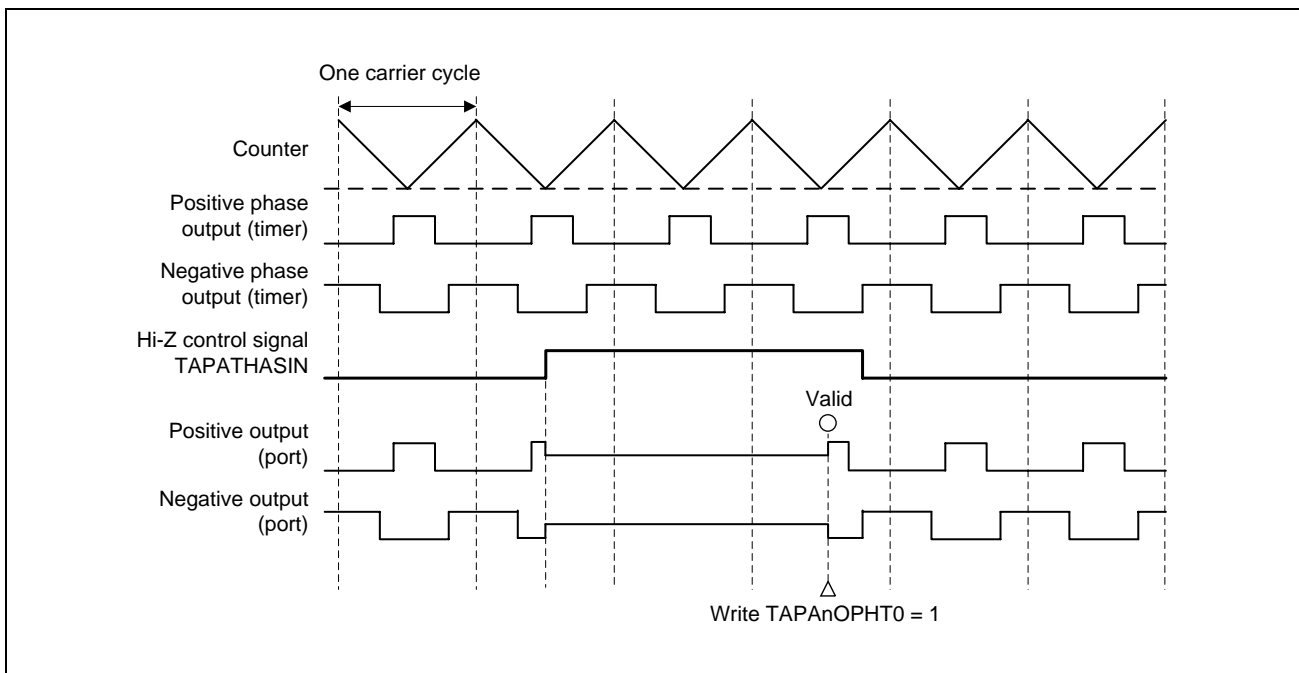 One carrier cycle
Counter
Positive phase
output (timer)
Negative phase
output (timer)
Hi-Z control signal
TAPATHASIN
Valid
Positive output
(port)
Negative output
(port)
Write TAPAnOPHT0 = 1